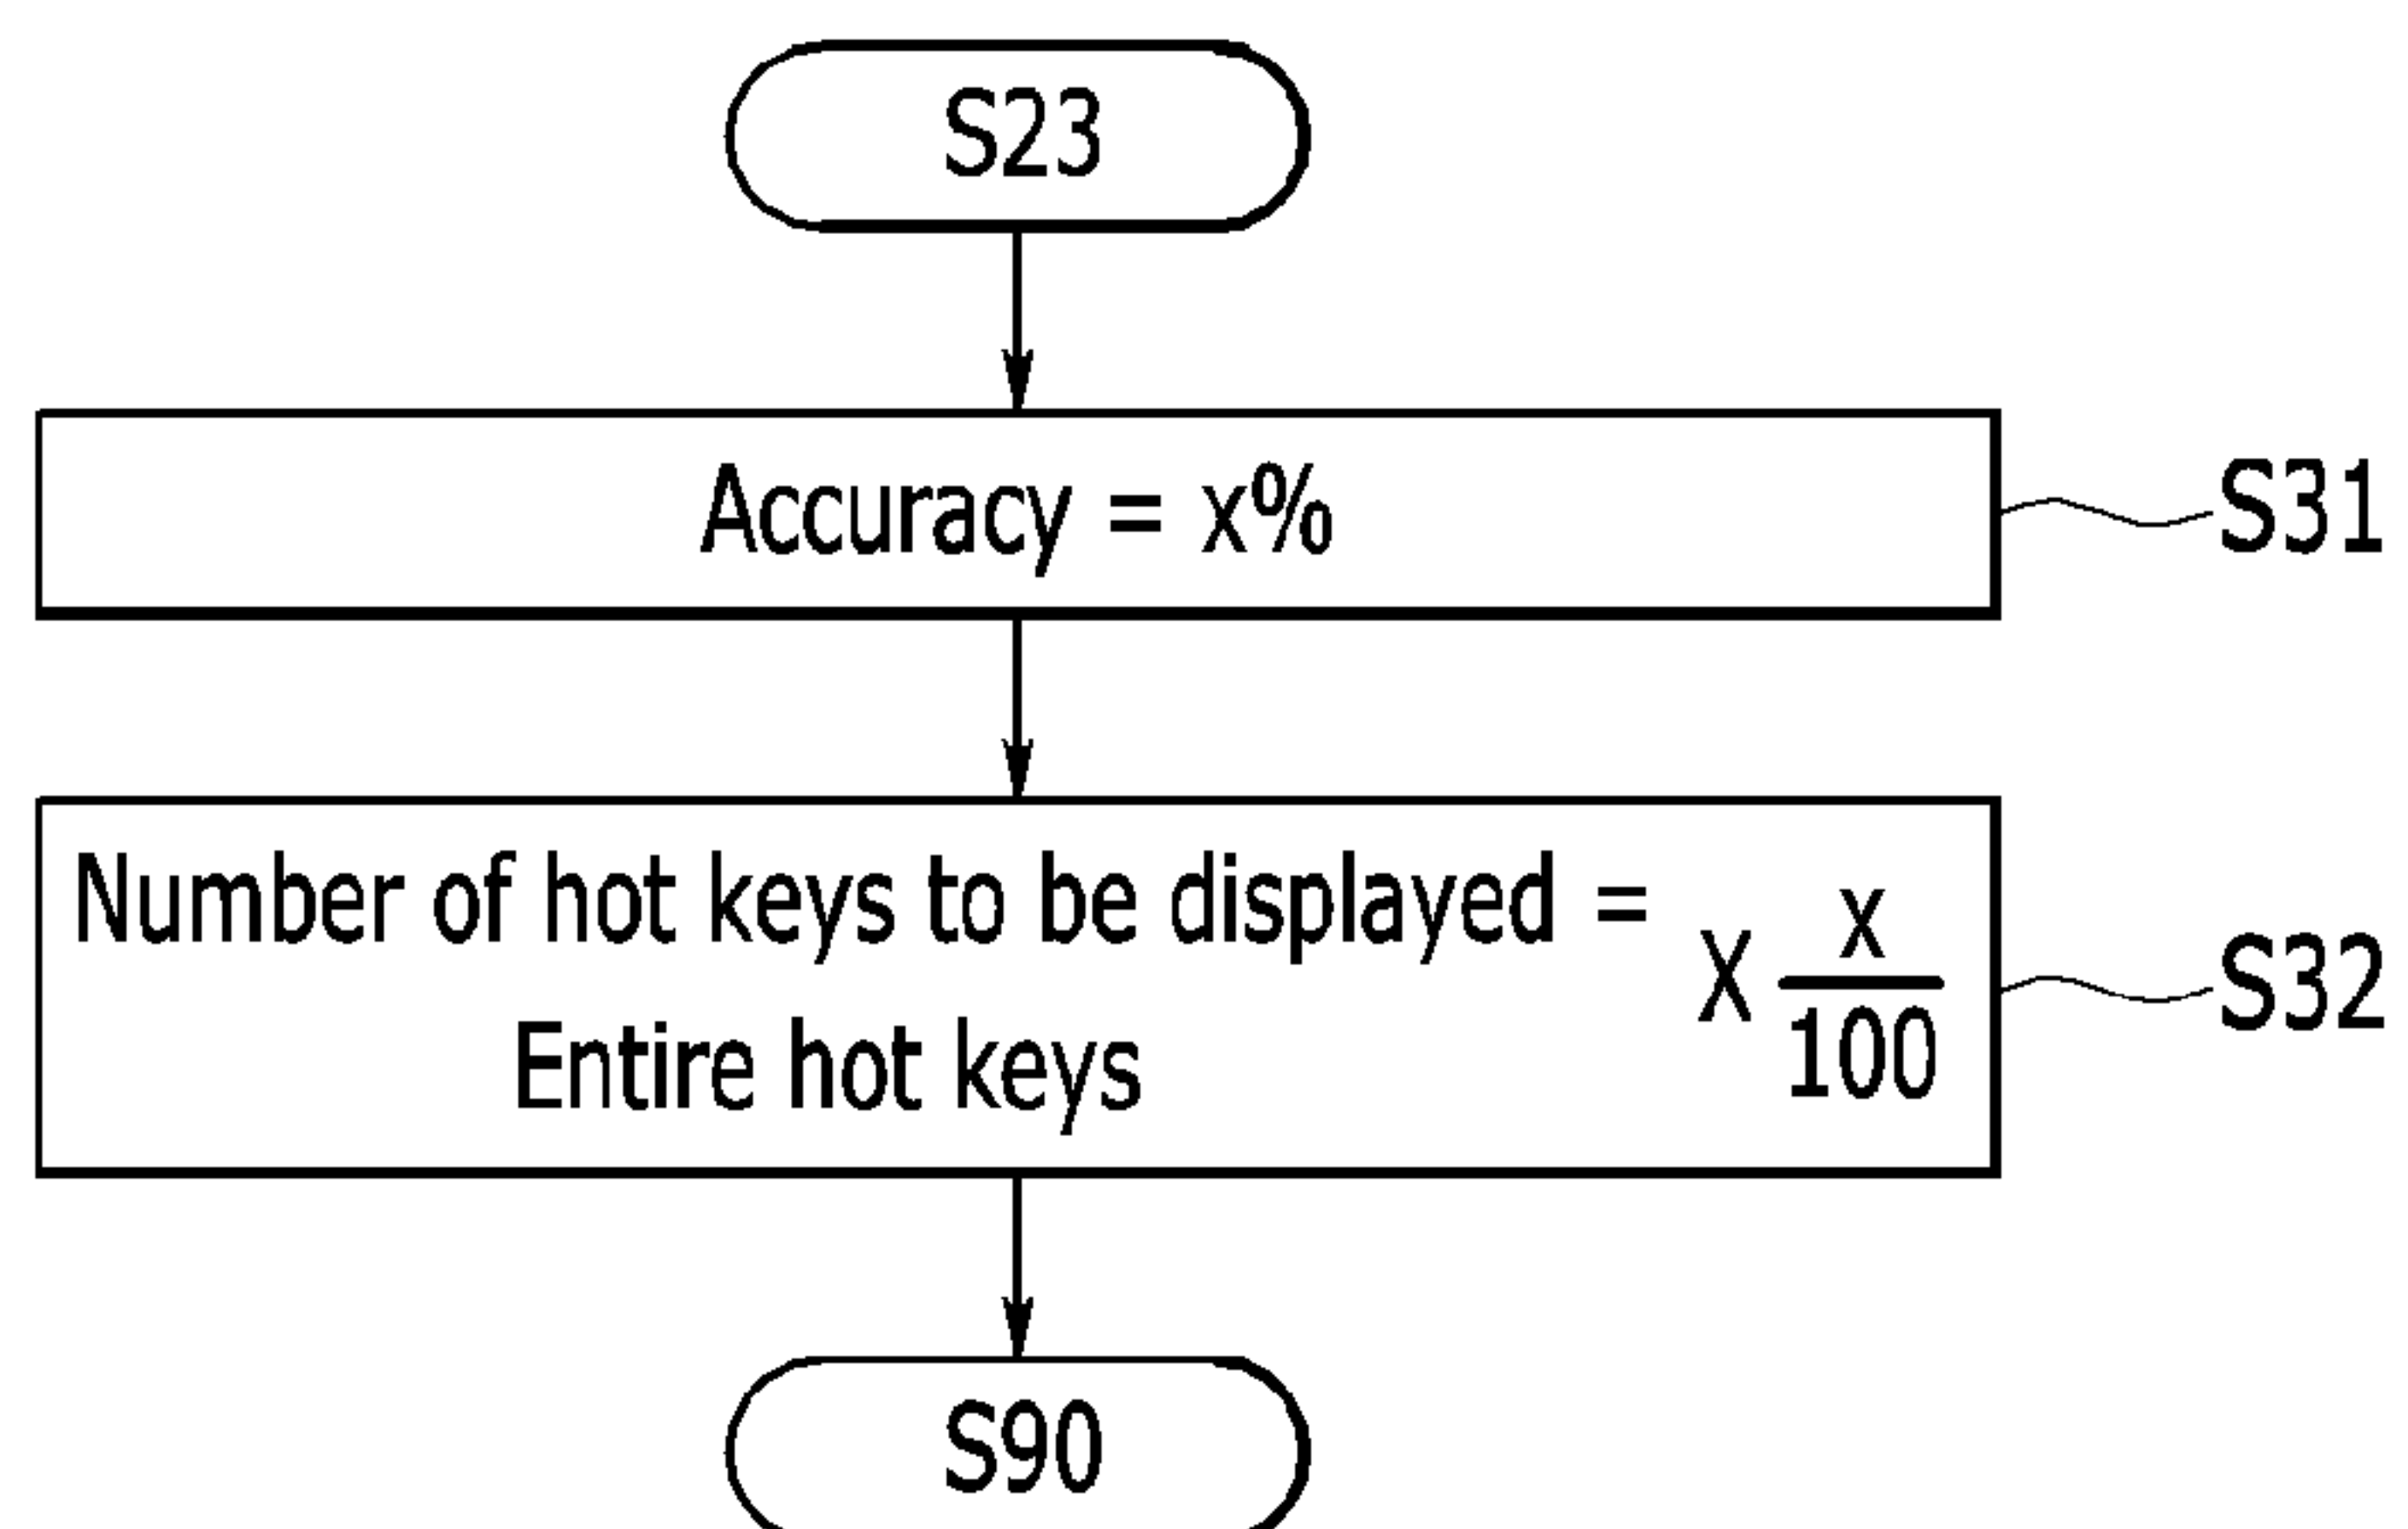 S23
Accuracy = x%
S31
Number of hot keys to be displayed =
Entire hot keys
X x/100
S32
S90